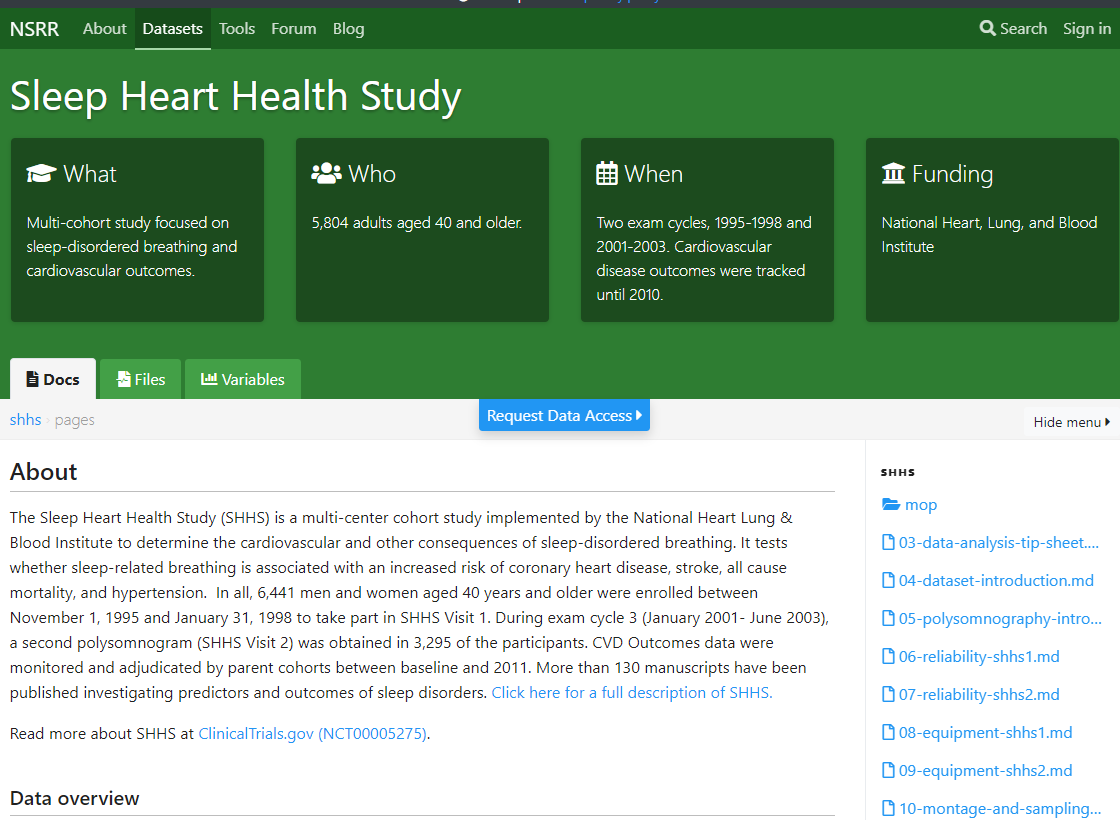 NSRR About Datasets Tools Forum Blog Search Sign in
Sleep Heart Health Study
What
Multi-cohort study focused on
sleep-disordered breathing and
cardiovascular outcomes.
Who
5,804 adults aged 40 and older.
When
Two exam cycles, 1995-1998 and
2001-2003. Cardiovascular
disease outcomes were tracked
until 2010.
Funding
National Heart, Lung, and Blood
Institute
Docs Files Variables
shhs › pages
Request Data Access
Hide menu
About
The Sleep Heart Health Study (SHHS) is a multi-center cohort study implemented by the National Heart Lung &
Blood Institute to determine the cardiovascular and other consequences of sleep-disordered breathing. It tests
whether sleep-related breathing is associated with an increased risk of coronary heart disease, stroke, all cause
mortality, and hypertension.  In all, 6,441 men and women aged 40 years and older were enrolled between
November 1, 1995 and January 31, 1998 to take part in SHHS Visit 1. During exam cycle 3 (January 2001- June 2003),
a second polysomnogram (SHHS Visit 2) was obtained in 3,295 of the participants. CVD Outcomes data were
monitored and adjudicated by parent cohorts between baseline and 2011. More than 130 manuscripts have been
published investigating predictors and outcomes of sleep disorders. Click here for a full description of SHHS.
Read more about SHHS at ClinicalTrials.gov (NCT00005275).
Data overview
SHHS
mop
03-data-analysis-tip-sheet....
04-dataset-introduction.md
05-polysomnography-intro...
06-reliability-shhs1.md
07-reliability-shhs2.md
08-equipment-shhs1.md
09-equipment-shhs2.md
10-montage-and-sampling...